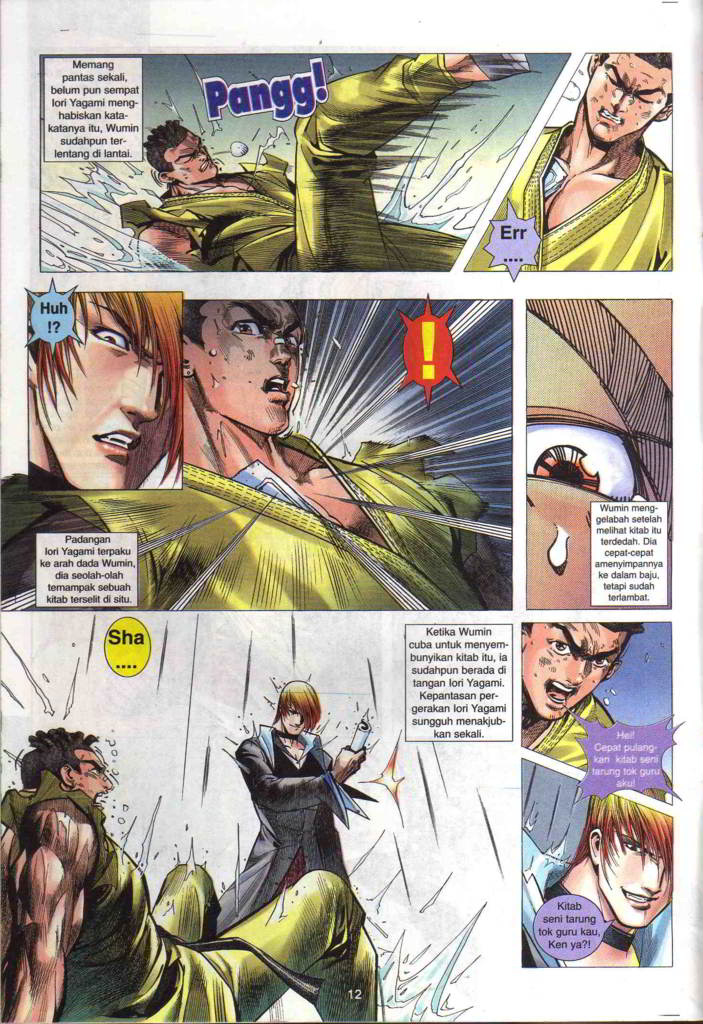 Memang
pantas sekali,
belum pun sempat
Iori Yagami meng-
habiskan kata-
katanya itu, Wumin
sudahpun ter-
lentang di lantai.
Pangg!
Err
....
Huh
!?
!
Padangan
Iori Yagami terpaku
ke arah dada Wumin,
dia seolah-olah
ternampak sebuah
kitab terselit di situ.
Wumin meng-
gelabah setelah
melihat kitab itu
terdedah. Dia
cepat-cepat
amenyimpannya
ke dalam baju,
tetapi sudah
terlambat.
Sha
....
Ketika Wumin
cuba untuk menyem-
bunyikan kitab itu, ia
sudahpun berada di
tangan Iori Yagami.
Kepantasan per-
gerakan Iori Yagami
sungguh menakjub-
kan sekali.
Hei!
Cepat pulang-
kan kitab seni
tarung tok guru
aku!
Kitab
seni tarung
tok guru kau,
Ken ya?!
12